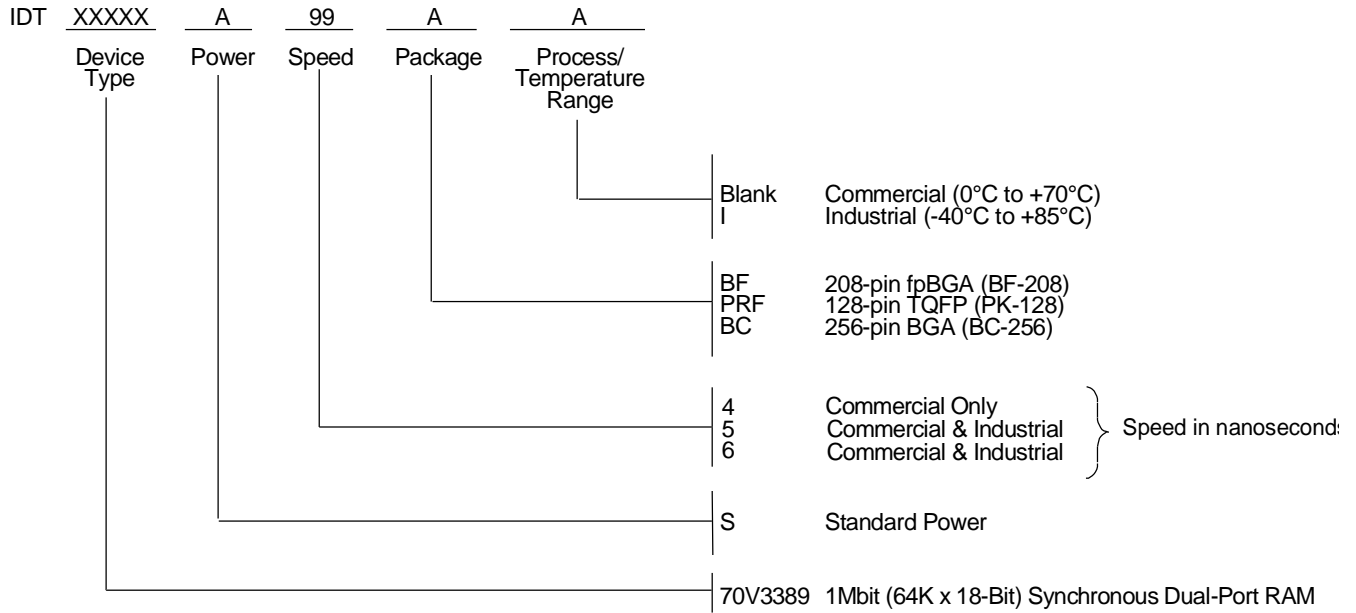 IDT XXXXX A 99 A A
Device Type Power Speed Package Process/ Temperature Range
Blank Commercial (0°C to +70°C)
I Industrial (-40°C to +85°C)
BF 208-pin fpBGA (BF-208)
PRF 128-pin TQFP (PK-128)
BC 256-pin BGA (BC-256)
4 Commercial Only
5 Commercial & Industrial Speed in nanoseconds
6 Commercial & Industrial
S Standard Power
70V3389 1Mbit (64K x 18-Bit) Synchronous Dual-Port RAM